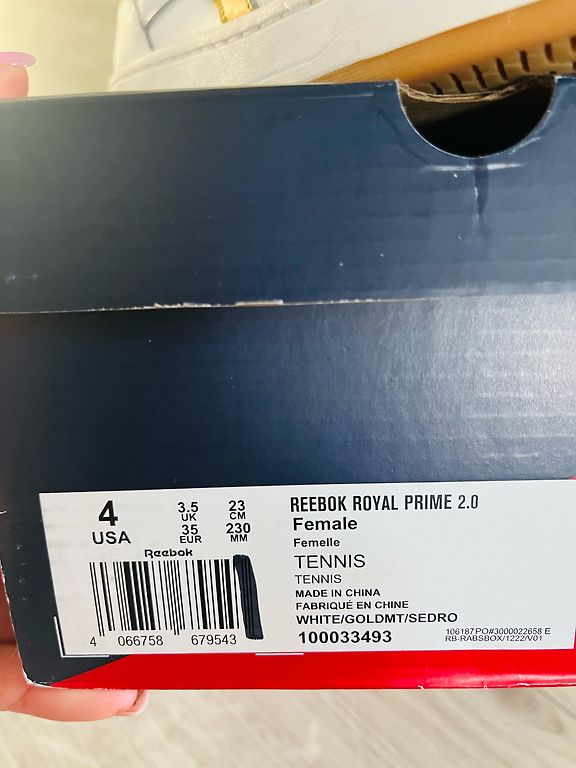 4
USA
3.5
UK
35
EUR
23
CM
230
MM
Reebok
4 066758 679543
REEBOK ROYAL PRIME 2.0
Female
Femelle
TENNIS
TENNIS
MADE IN CHINA
FABRIQUÉ EN CHINE
WHITE/GOLDMT/SEDRO
100033493
106187 PO#3000022658 E
RB-RABSBOX/1222/V01